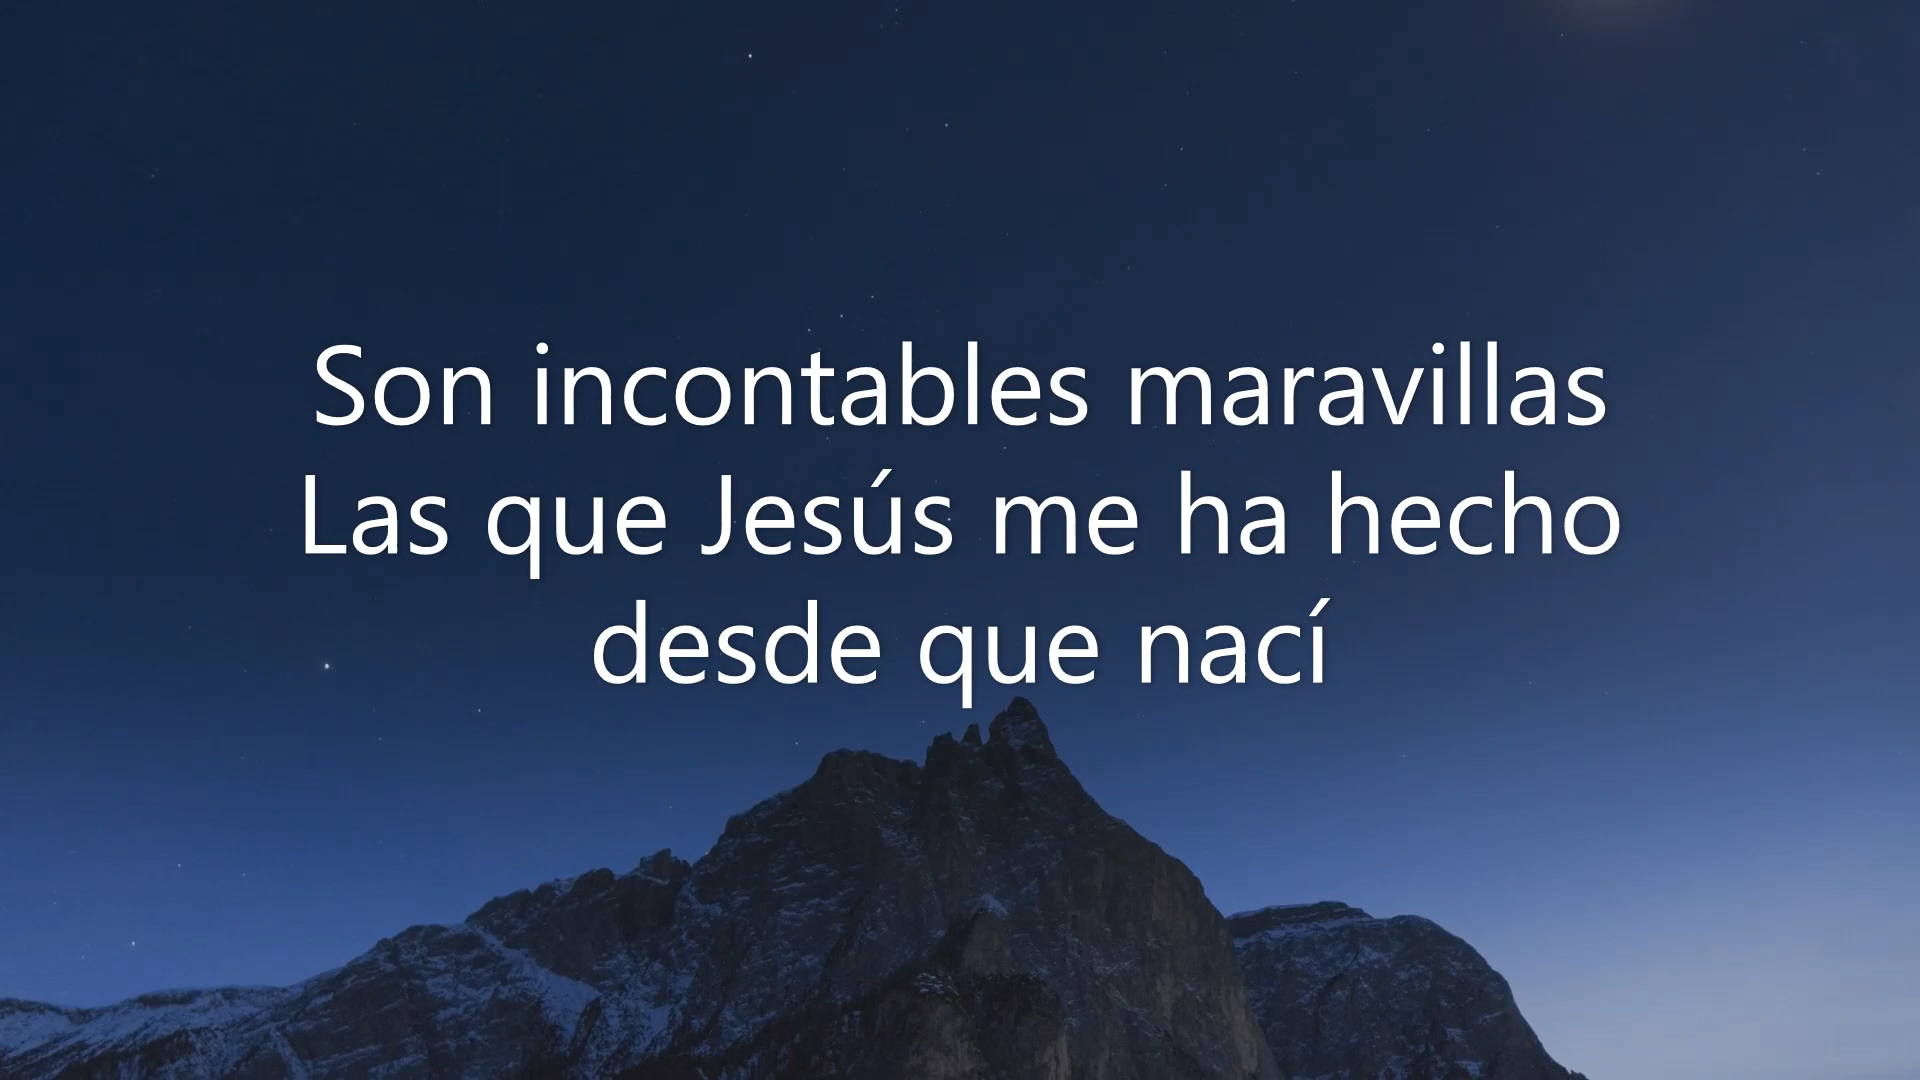 Son incontables maravillas
Las que Jesús me ha hecho
desde que nací